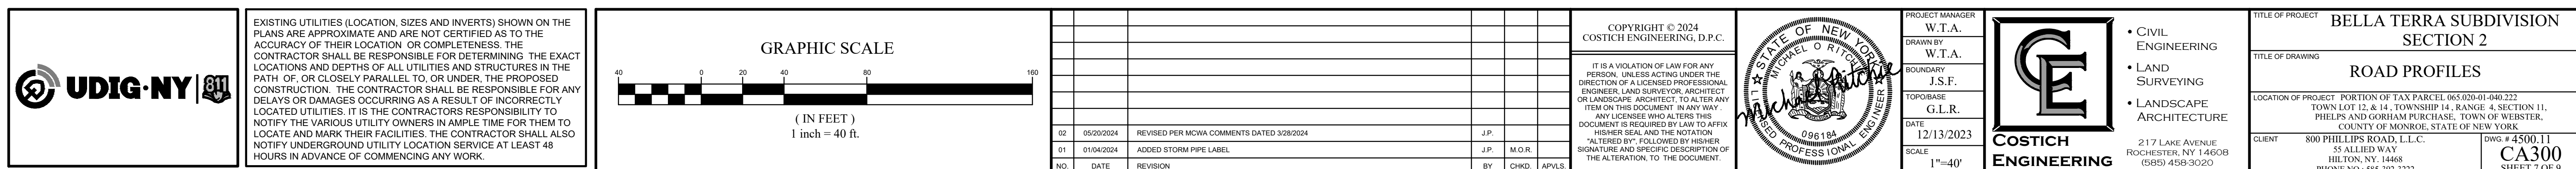 UDIG·NY 811
EXISTING UTILITIES (LOCATION, SIZES AND INVERTS) SHOWN ON THE
PLANS ARE APPROXIMATE AND ARE NOT CERTIFIED AS TO THE
ACCURACY OF THEIR LOCATION OR COMPLETENESS. THE
CONTRACTOR SHALL BE RESPONSIBLE FOR DETERMINING THE EXACT
LOCATIONS AND DEPTHS OF ALL UTILITIES AND STRUCTURES IN THE
PATH OF, OR CLOSELY PARALLEL TO, OR UNDER, THE PROPOSED
CONSTRUCTION. THE CONTRACTOR SHALL BE RESPONSIBLE FOR ANY
DELAYS OR DAMAGES OCCURRING AS A RESULT OF INCORRECTLY
LOCATED UTILITIES. IT IS THE CONTRACTORS RESPONSIBILITY TO
NOTIFY THE VARIOUS UTILITY OWNERS IN AMPLE TIME FOR THEM TO
LOCATE AND MARK THEIR FACILITIES. THE CONTRACTOR SHALL ALSO
NOTIFY UNDERGROUND UTILITY LOCATION SERVICE AT LEAST 48
HOURS IN ADVANCE OF COMMENCING ANY WORK.
GRAPHIC SCALE
40 0 20 40 80 160
( IN FEET )
1 inch = 40 ft.
02 05/20/2024 REVISED PER MCWA COMMENTS DATED 3/28/2024 J.P.
01 01/04/2024 ADDED STORM PIPE LABEL J.P. M.O.R.
NO. DATE REVISION BY CHKD. APVLS.
COPYRIGHT © 2024
COSTICH ENGINEERING, D.P.C.
IT IS A VIOLATION OF LAW FOR ANY
PERSON, UNLESS ACTING UNDER THE
DIRECTION OF A LICENSED PROFESSIONAL
ENGINEER, LAND SURVEYOR, ARCHITECT
OR LANDSCAPE ARCHITECT, TO ALTER ANY
ITEM ON THIS DOCUMENT IN ANY WAY .
ANY LICENSEE WHO ALTERS THIS
DOCUMENT IS REQUIRED BY LAW TO AFFIX
HIS/HER SEAL AND THE NOTATION
"ALTERED BY", FOLLOWED BY HIS/HER
SIGNATURE AND SPECIFIC DESCRIPTION OF
THE ALTERATION, TO THE DOCUMENT.
STATE OF NEW YORK
MICHAEL O RITCHIE
Michael Ritchie
096184
LICENSED PROFESSIONAL ENGINEER
PROJECT MANAGER
W.T.A.
DRAWN BY
W.T.A.
BOUNDARY
J.S.F.
TOPO/BASE
G.L.R.
DATE
12/13/2023
SCALE
1"=40'
CE
COSTICH
ENGINEERING
• CIVIL
ENGINEERING
• LAND
SURVEYING
• LANDSCAPE
ARCHITECTURE
217 LAKE AVENUE
ROCHESTER, NY 14608
(585) 458-3020
TITLE OF PROJECT BELLA TERRA SUBDIVISION
SECTION 2
TITLE OF DRAWING
ROAD PROFILES
LOCATION OF PROJECT PORTION OF TAX PARCEL 065.020-01-040.222
TOWN LOT 12, & 14 , TOWNSHIP 14 , RANGE 4, SECTION 11,
PHELPS AND GORHAM PURCHASE, TOWN OF WEBSTER,
COUNTY OF MONROE, STATE OF NEW YORK
CLIENT 800 PHILLIPS ROAD, L.L.C.
55 ALLIED WAY
HILTON, NY. 14468
PHONE NO.: 585-392-3222
DWG. # 4500.11
CA300
SHEET 7 OF 9